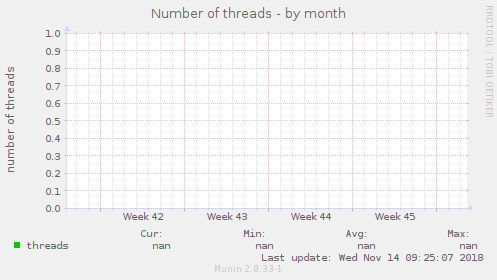 Number of threads - by month
RRDTOOL / TOBI OETIKER
number of threads
1.0
0.9
0.8
0.7
0.6
0.5
0.4
0.3
0.2
0.1
0.0
Week 42 Week 43 Week 44 Week 45
Cur: Min: Avg: Max:
threads nan nan nan nan
Last update: Wed Nov 14 09:25:07 2018
Munin 2.0.33-1